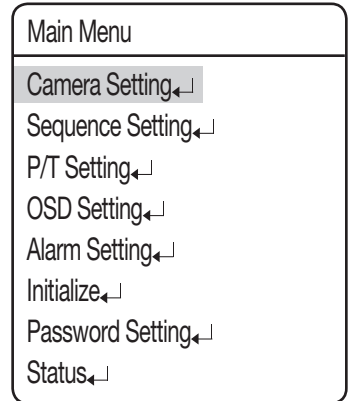 Main Menu
Camera Setting↵
Sequence Setting↵
P/T Setting↵
OSD Setting↵
Alarm Setting↵
Initialize↵
Password Setting↵
Status↵